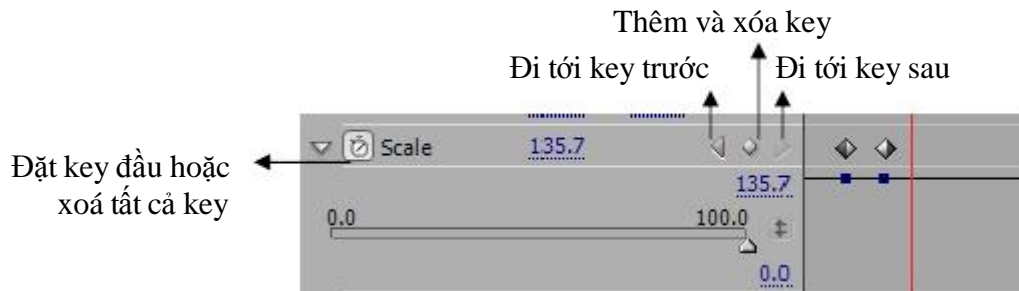 Thêm và xóa key
Đi tới key trước
Đi tới key sau
Scale
135.7
Đặt key đầu hoặc
xoá tất cả key
135.7
0.0
100.0
0.0